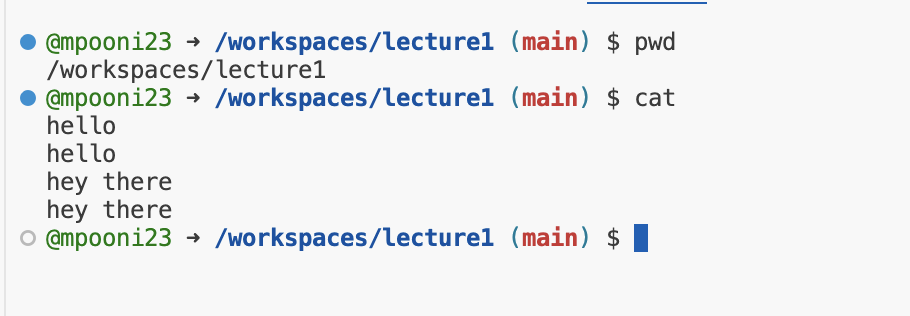 @mpooni23 → /workspaces/lecture1 (main) $ pwd
/workspaces/lecture1
@mpooni23 → /workspaces/lecture1 (main) $ cat
hello
hello
hey there
hey there
@mpooni23 → /workspaces/lecture1 (main) $